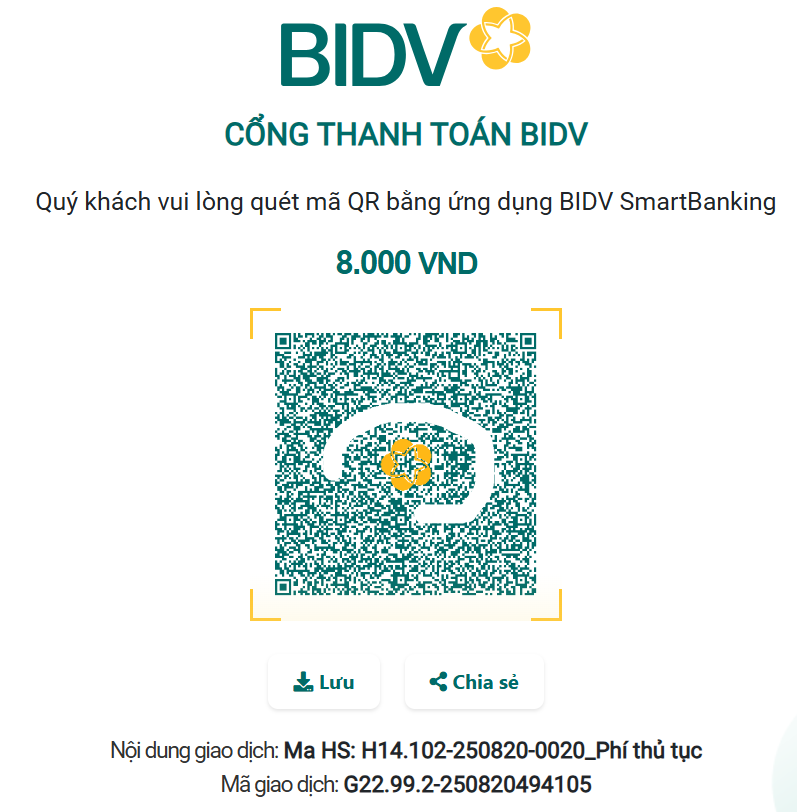 BIDV
CỔNG THANH TOÁN BIDV
Quý khách vui lòng quét mã QR bằng ứng dụng BIDV SmartBanking
8.000 VND
Lưu
Chia sẻ
Nội dung giao dịch: Ma HS: H14.102-250820-0020_Phí thủ tục
Mã giao dịch: G22.99.2-250820494105